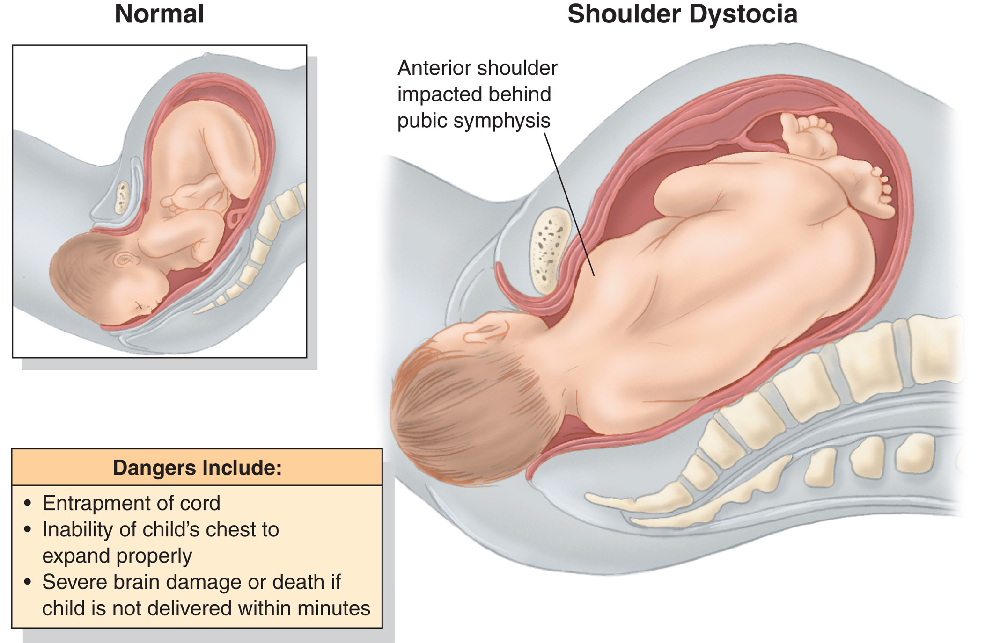 Normal
Shoulder Dystocia
Anterior shoulder
impacted behind
pubic symphysis
Dangers Include:
• Entrapment of cord
• Inability of child’s chest to
expand properly
• Severe brain damage or death if
child is not delivered within minutes